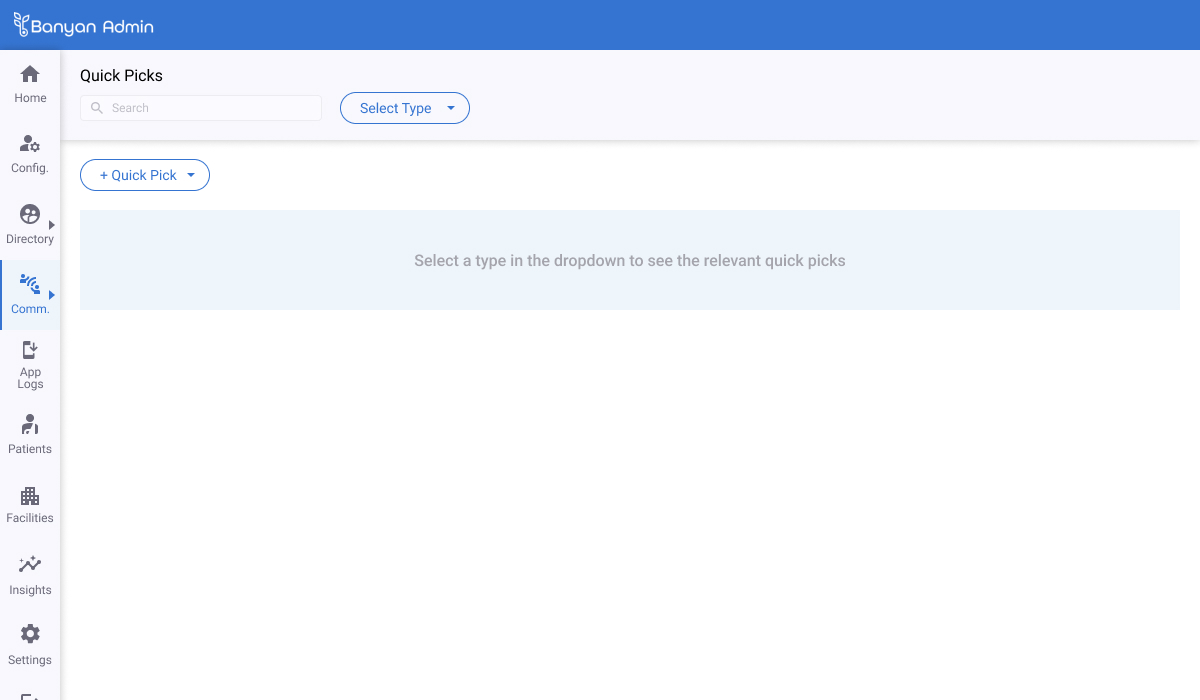 Banyan Admin
Home
Config.
Directory
Comm.
App
Logs
Patients
Facilities
Insights
Settings
Quick Picks
Search
Select Type
+ Quick Pick
Select a type in the dropdown to see the relevant quick picks